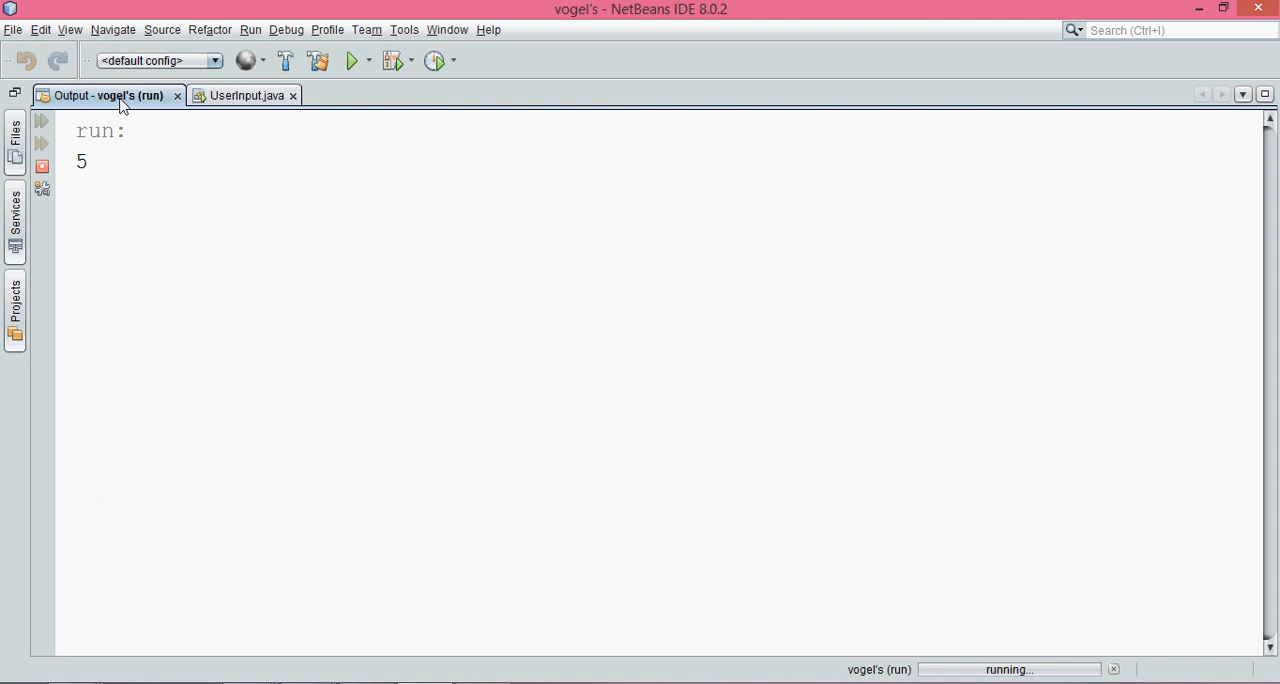 vogel's - NetBeans IDE 8.0.2
File Edit View Navigate Source Refactor Run Debug Profile Team Tools Window Help
Search (Ctrl+I)
<default config>
Output - vogel's (run)
UserInput.java
Files
Services
Projects
run:
5
vogel's (run)
running...